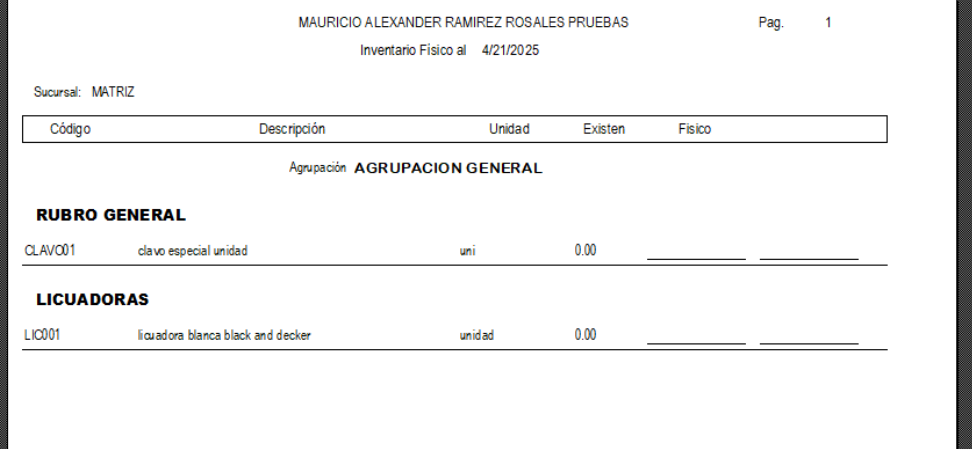 MAURICIO ALEXANDER RAMIREZ ROSALES PRUEBAS Pag. 1
Inventario Fisico al 4/21/2025
Sucursal: MATRIZ
Código Descripción Unidad Existen Fisico
Agrupación AGRUPACION GENERAL
RUBRO GENERAL
CLAVO01 clavo especial unidad uni 0.00
LICUADORAS
LIC001 licuadora blanca black and decker unidad 0.00